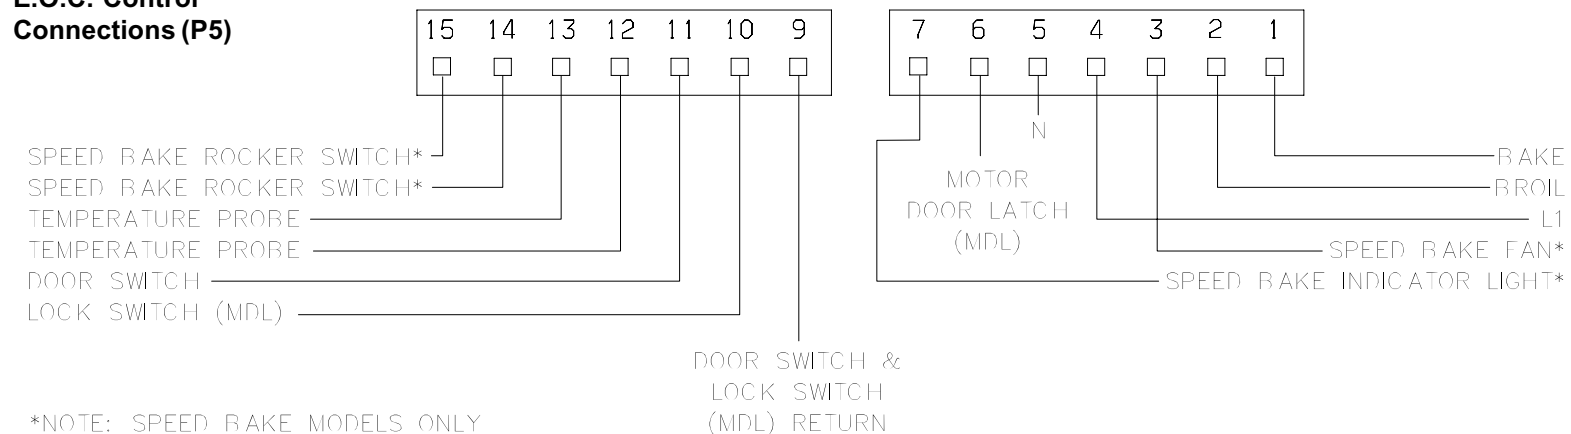 Connections (P5)
15 14 13 12 11 10 9
7 6 5 4 3 2 1
SPEED BAKE ROCKER SWITCH*
SPEED BAKE ROCKER SWITCH*
TEMPERATURE PROBE
TEMPERATURE PROBE
DOOR SWITCH
LOCK SWITCH (MDL)
DOOR SWITCH &
LOCK SWITCH
(MDL) RETURN
N
MOTOR
DOOR LATCH
(MDL)
BAKE
BROIL
L1
SPEED BAKE FAN*
SPEED BAKE INDICATOR LIGHT*
*NOTE: SPEED BAKE MODELS ONLY